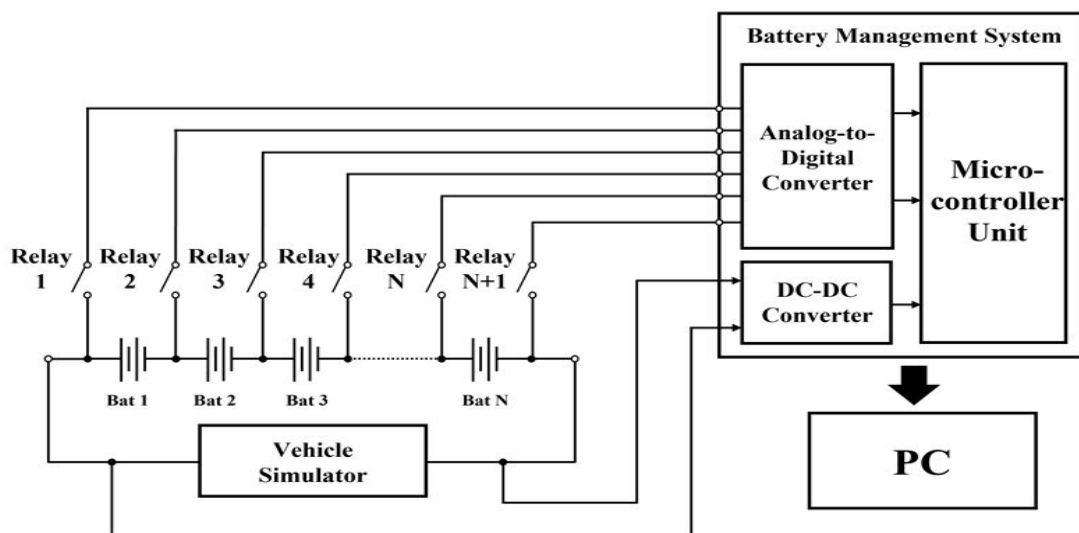 Battery Management System
Analog-to-
Digital
Converter
Micro-
controller
Unit
DC-DC
Converter
Relay
1
Relay
2
Relay
3
Relay
4
Relay
N
Relay
N+1
Bat 1
Bat 2
Bat 3
Bat N
Vehicle
Simulator
PC